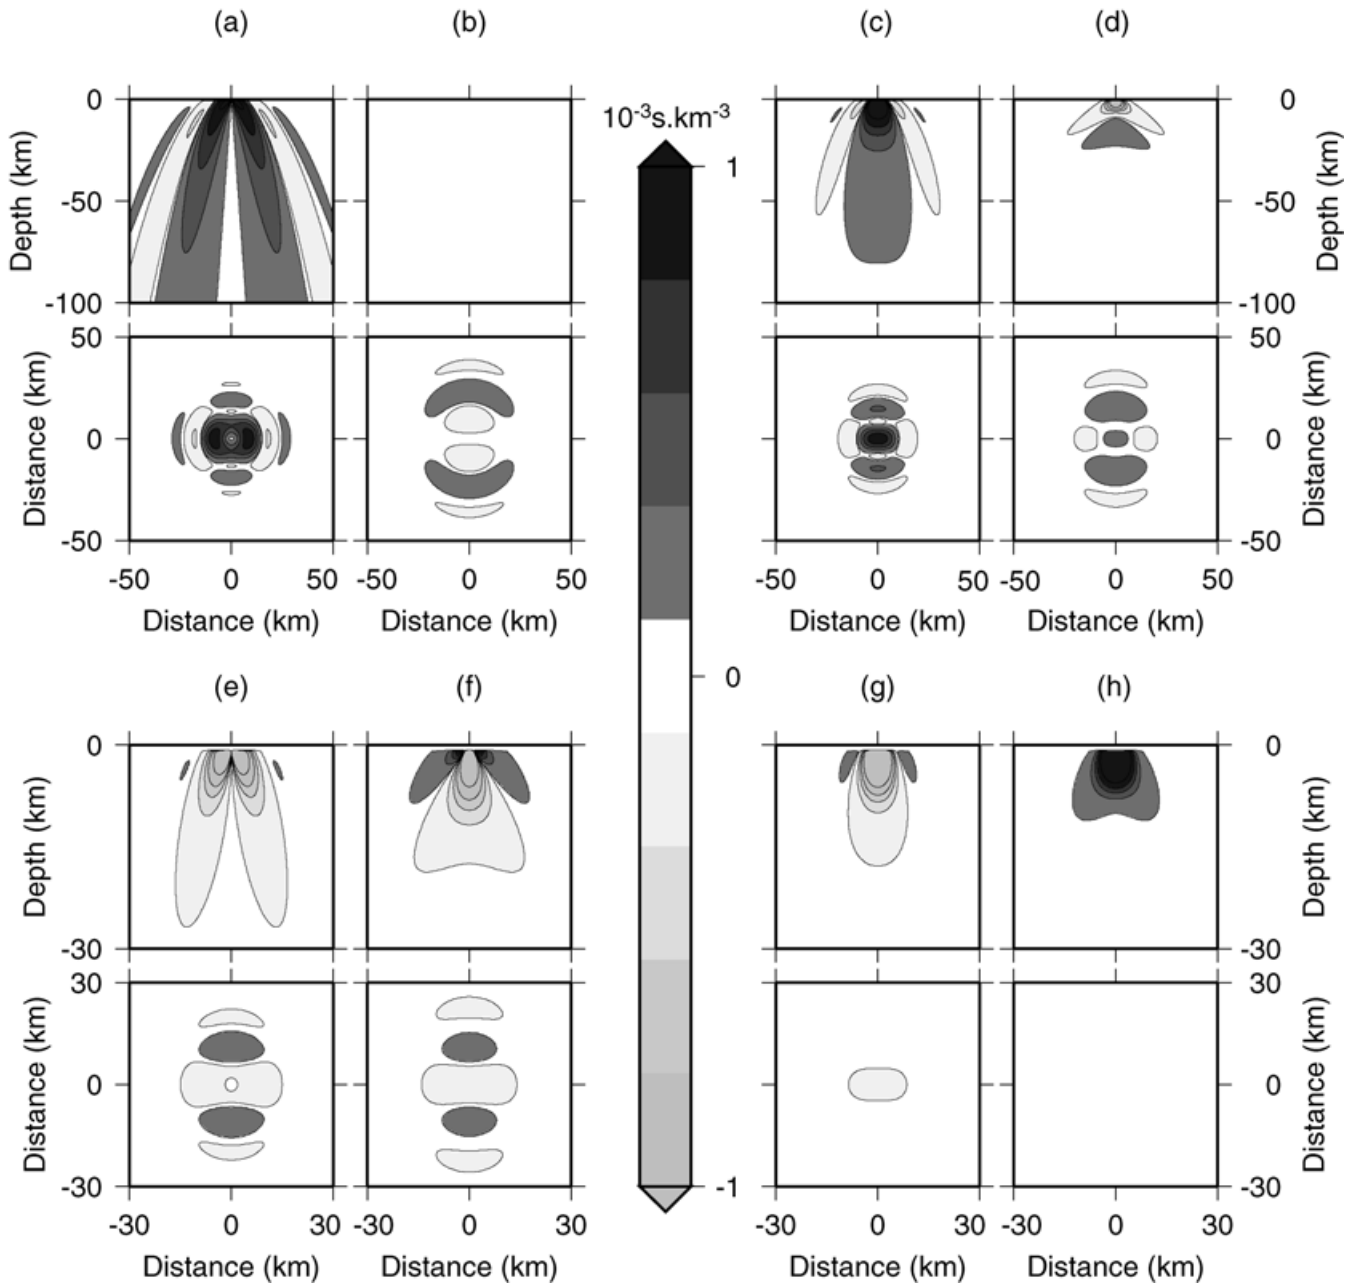 (a) (b) (c) (d)
10-3s.km-3
0 0
-50 -50
-100 -100
Depth (km) Depth (km)
1
50 50
0 0
-50 -50
Distance (km) Distance (km)
-50 0 50 50 -50 0 50 50
-50 0 50 0 50
Distance (km) Distance (km) Distance (km) Distance (km)
0
(e) (f) (g) (h)
0 0
-30 -30
Depth (km) Depth (km)
30 30
0 0
-30 -30
Distance (km) Distance (km)
-1
-30 0 30 0 30 -30 0 30 0 30
Distance (km) Distance (km) Distance (km) Distance (km)